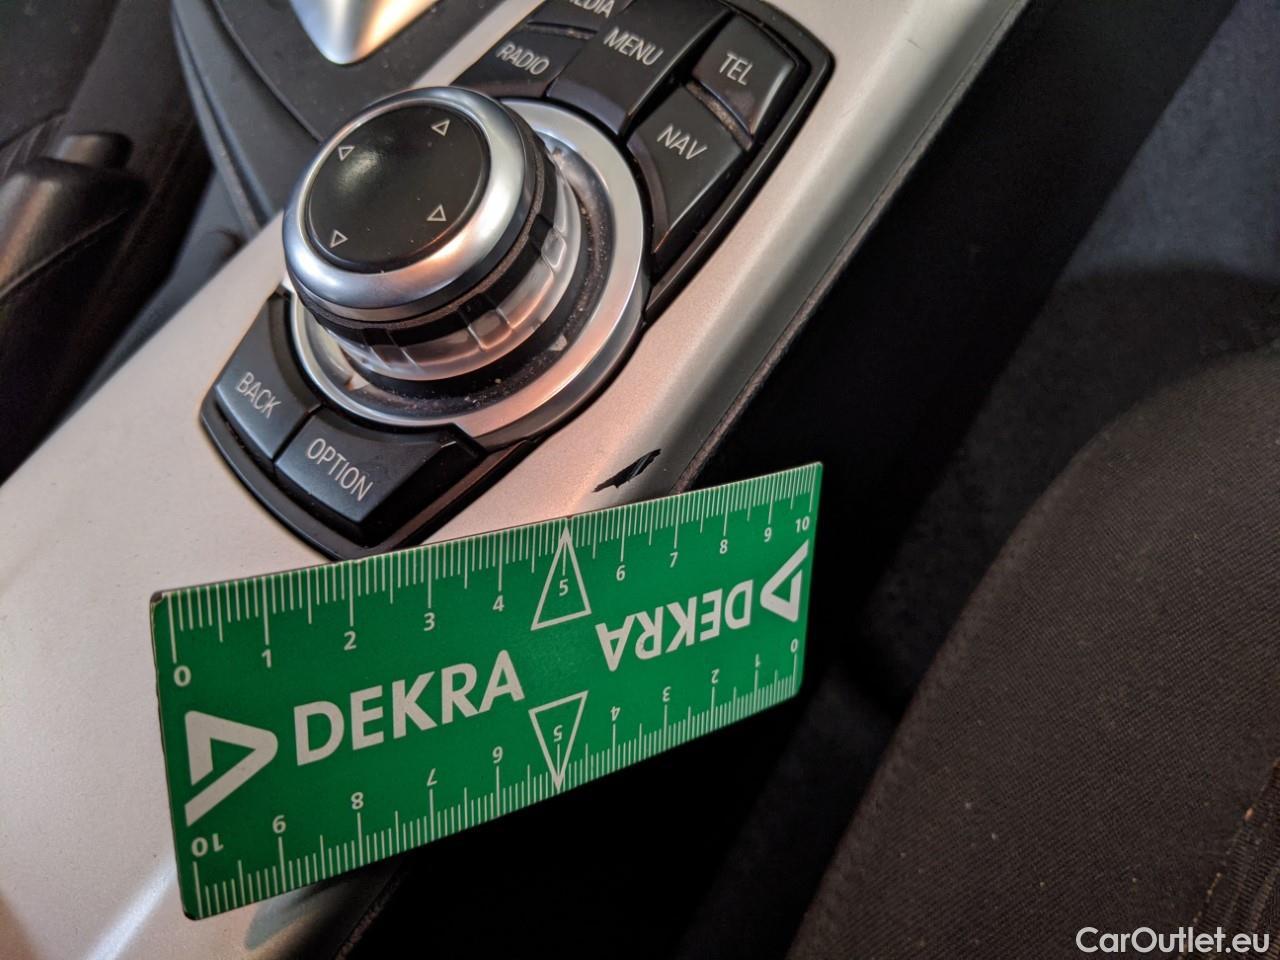 MENU
TEL
RADIO
NAV
BACK
OPTION
0 1 2 3 4 5 6 7 8 9 10
DEKRA
DEKRA
10 9 8 7 6 5 4 3 2 1 0
CarOutlet.eu